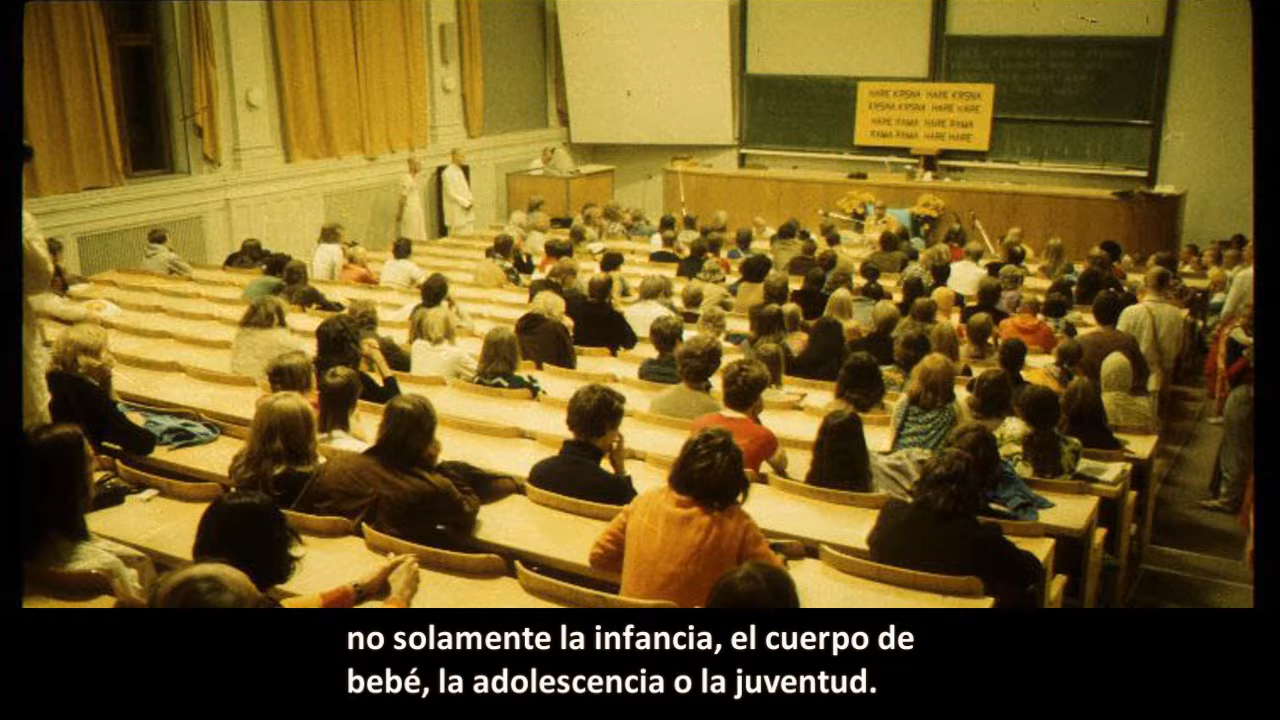 HARE KRSNA HARE KRSNA
KRSNA KRSNA HARE HARE
HARE RAMA HARE RAMA
RAMA RAMA HARE HARE
no solamente la infancia, el cuerpo de
bebé, la adolescencia o la juventud.